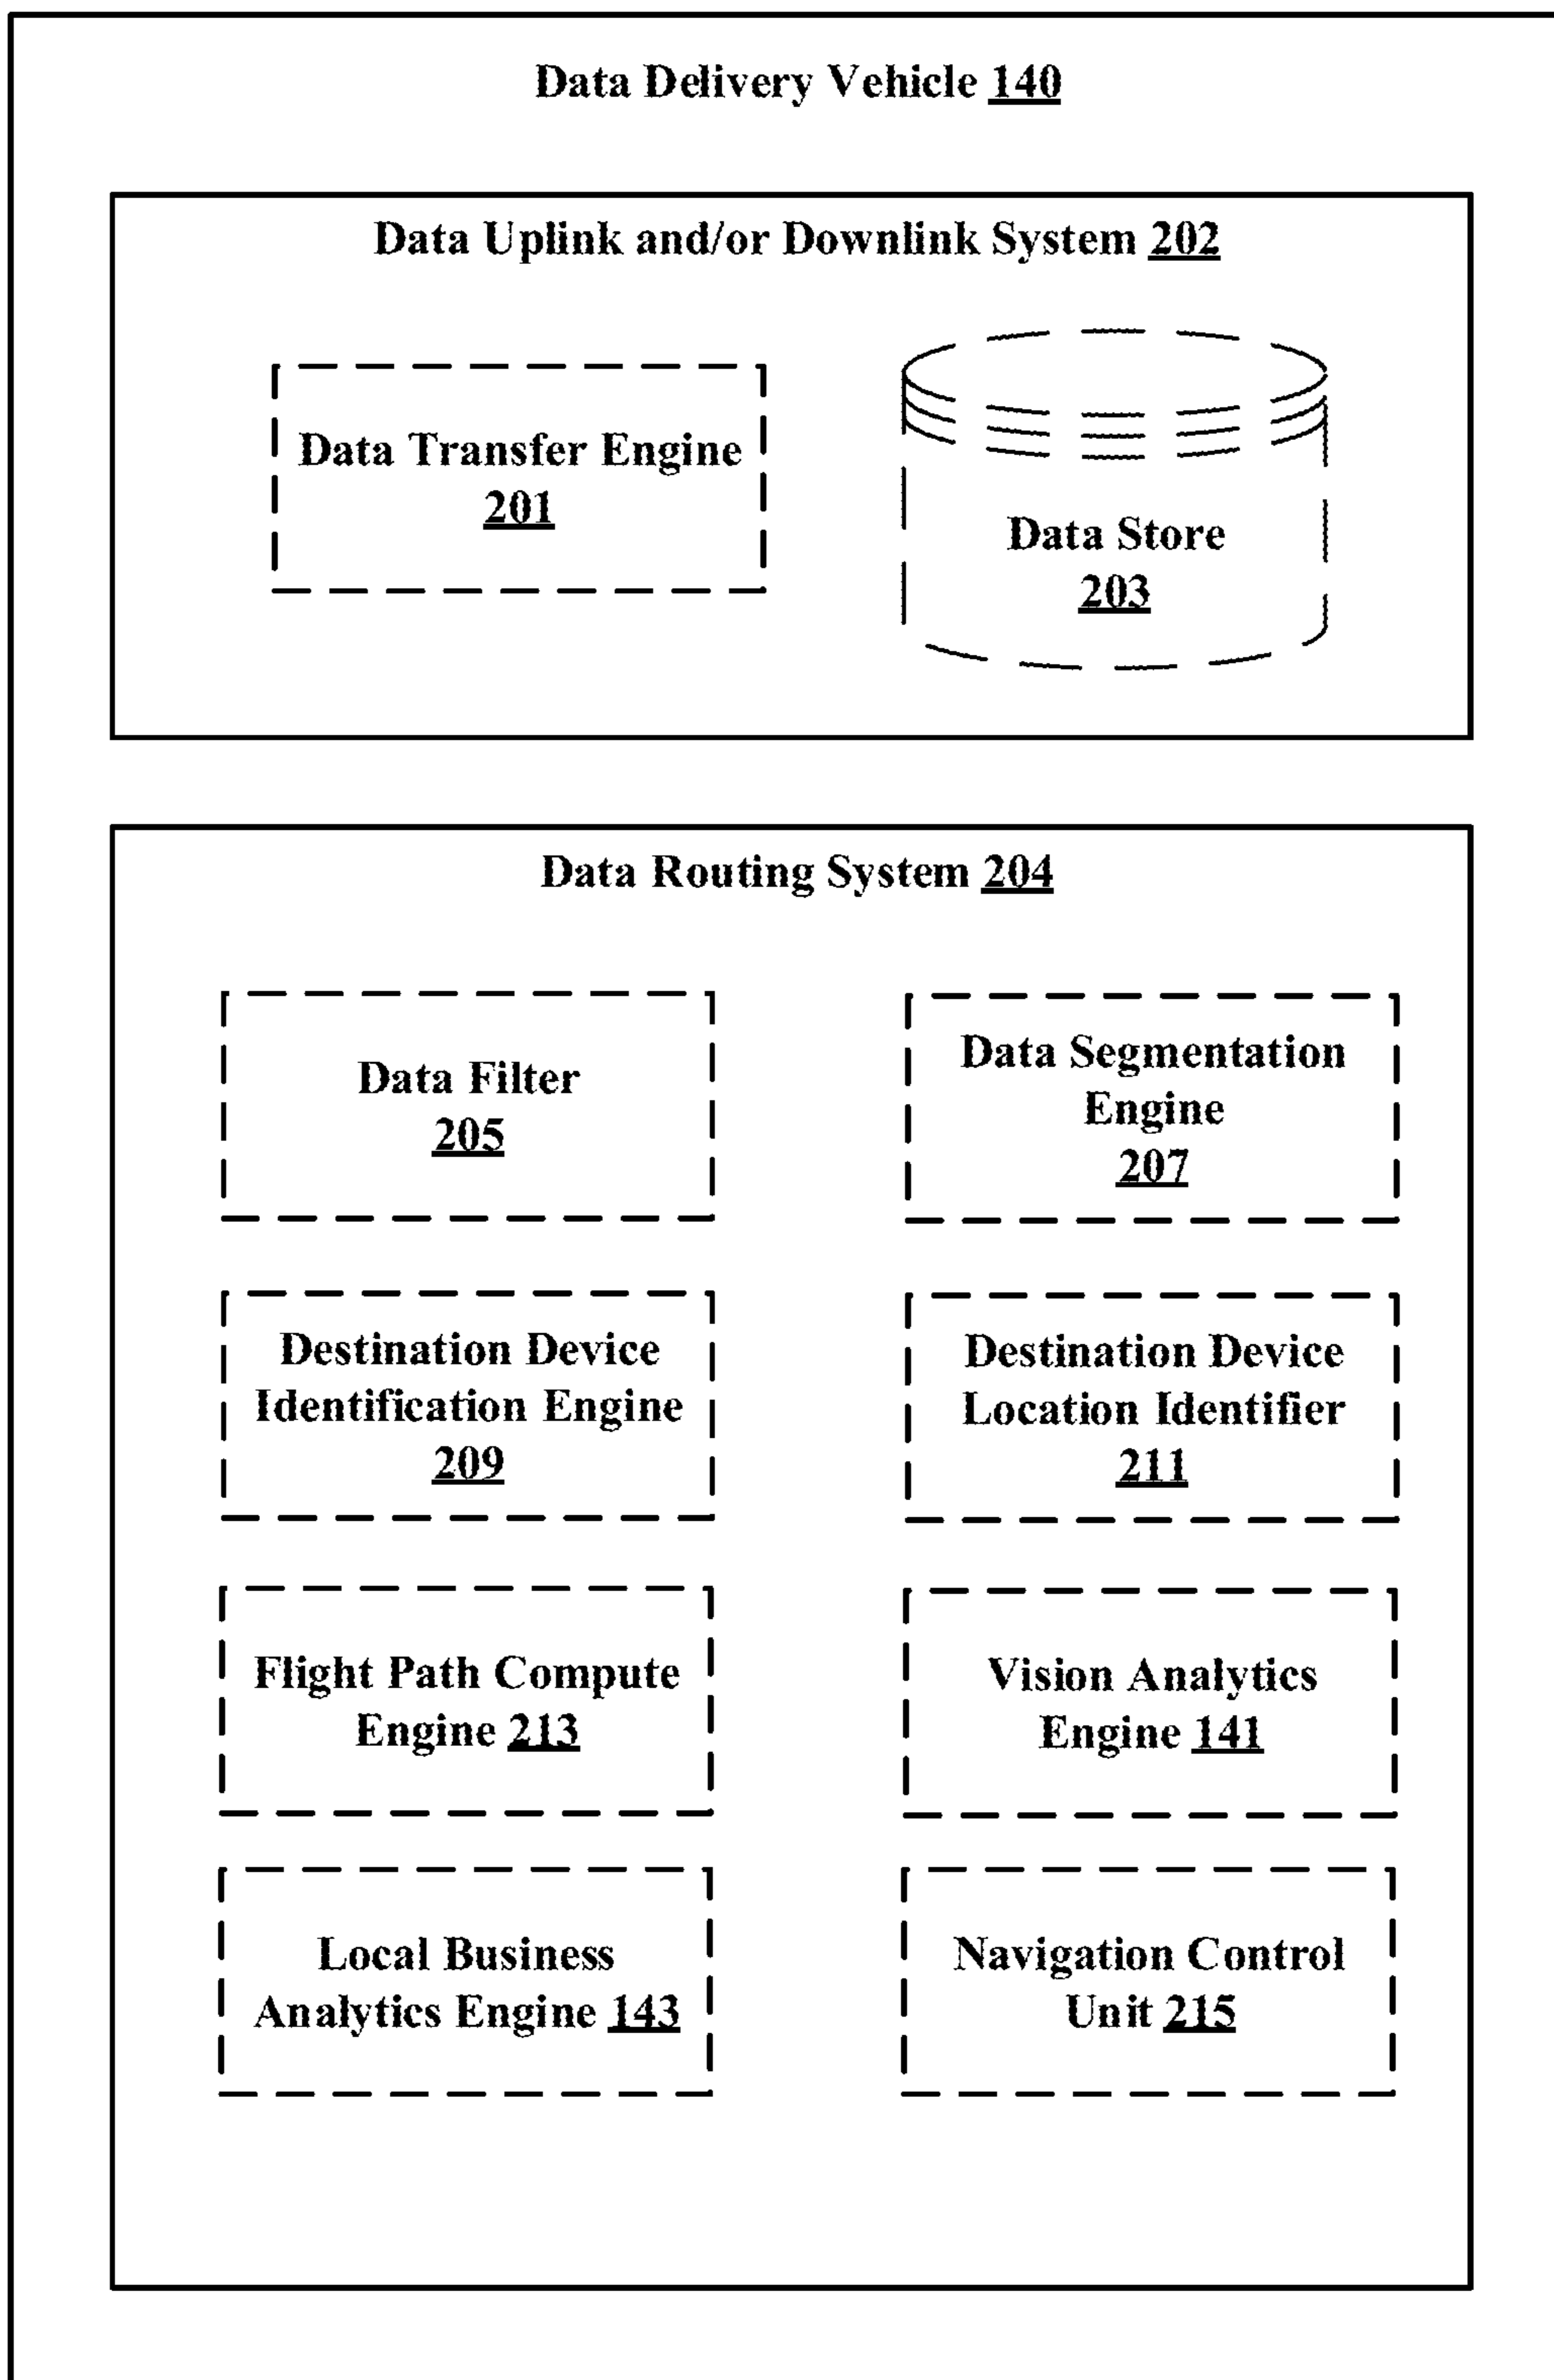 Data Delivery Vehicle 140
Data Uplink and/or Downlink System 202
Data Transfer Engine
201
Data Store
203
Data Routing System 204
Data Filter
205
Data Segmentation
Engine
207
Destination Device
Identification Engine
209
Destination Device
Location Identifier
211
Flight Path Compute
Engine 213
Vision Analytics
Engine 141
Local Business
Analytics Engine 143
Navigation Control
Unit 215